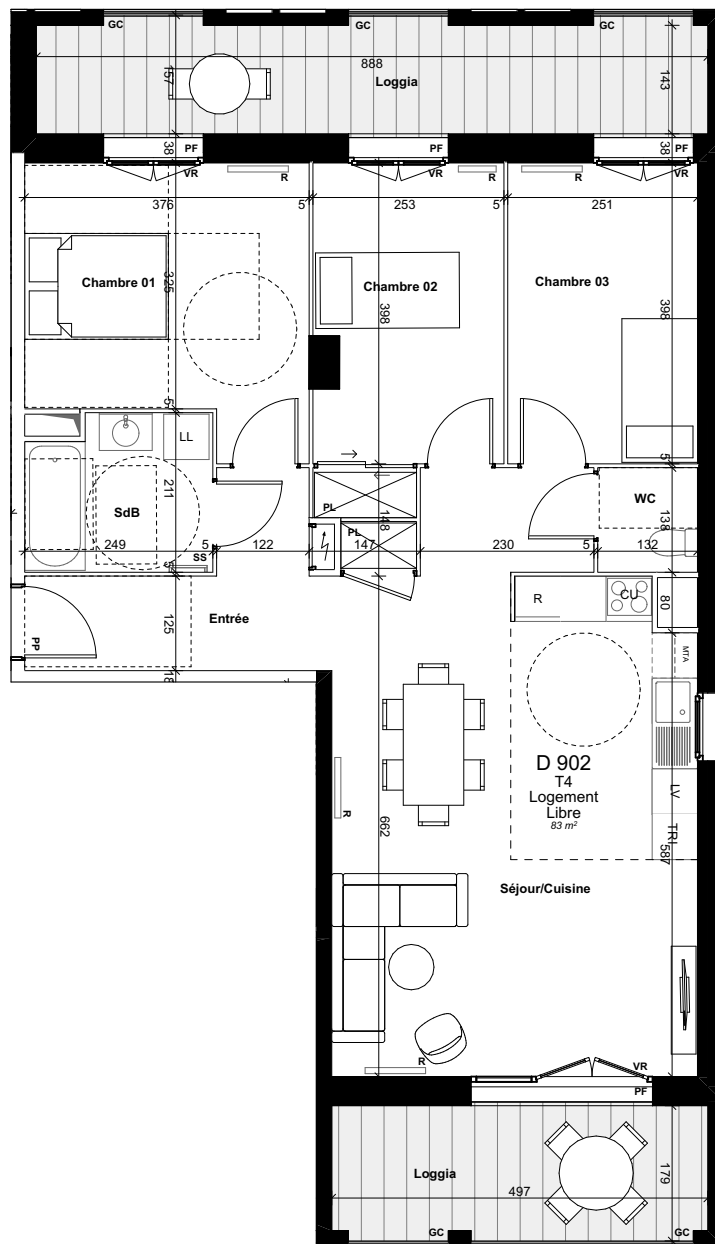 GC
GC
GC
888
Loggia
157
143
38
38
PF
PF
PF
VR
VR
VR
R
R
R
376
5
253
5
251
Chambre 01
325
Chambre 02
398
Chambre 03
398
5
5
LL
SdB
211
PL
PL
148
WC
138
249
5
122
147
230
5
132
SS
Entrée
125
PP
18
R
CU
80
MTA
D 902
T4
Logement
Libre
83 m²
LV
TRI
587
R
662
Séjour/Cuisine
R
VR
PF
Loggia
497
179
GC
GC